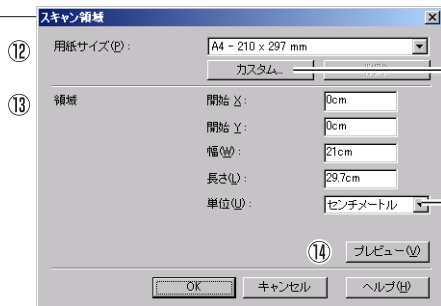 スキャン領域
⑫ 用紙サイズ(P): A4 - 210 x 297 mm
カスタム... 削除
⑬ 領域 開始 X: 0cm
開始 Y: 0cm
幅(W): 21cm
長さ(L): 29.7cm
単位(U): センチメートル
⑭ プレビュー(V)
OK キャンセル ヘルプ(H)